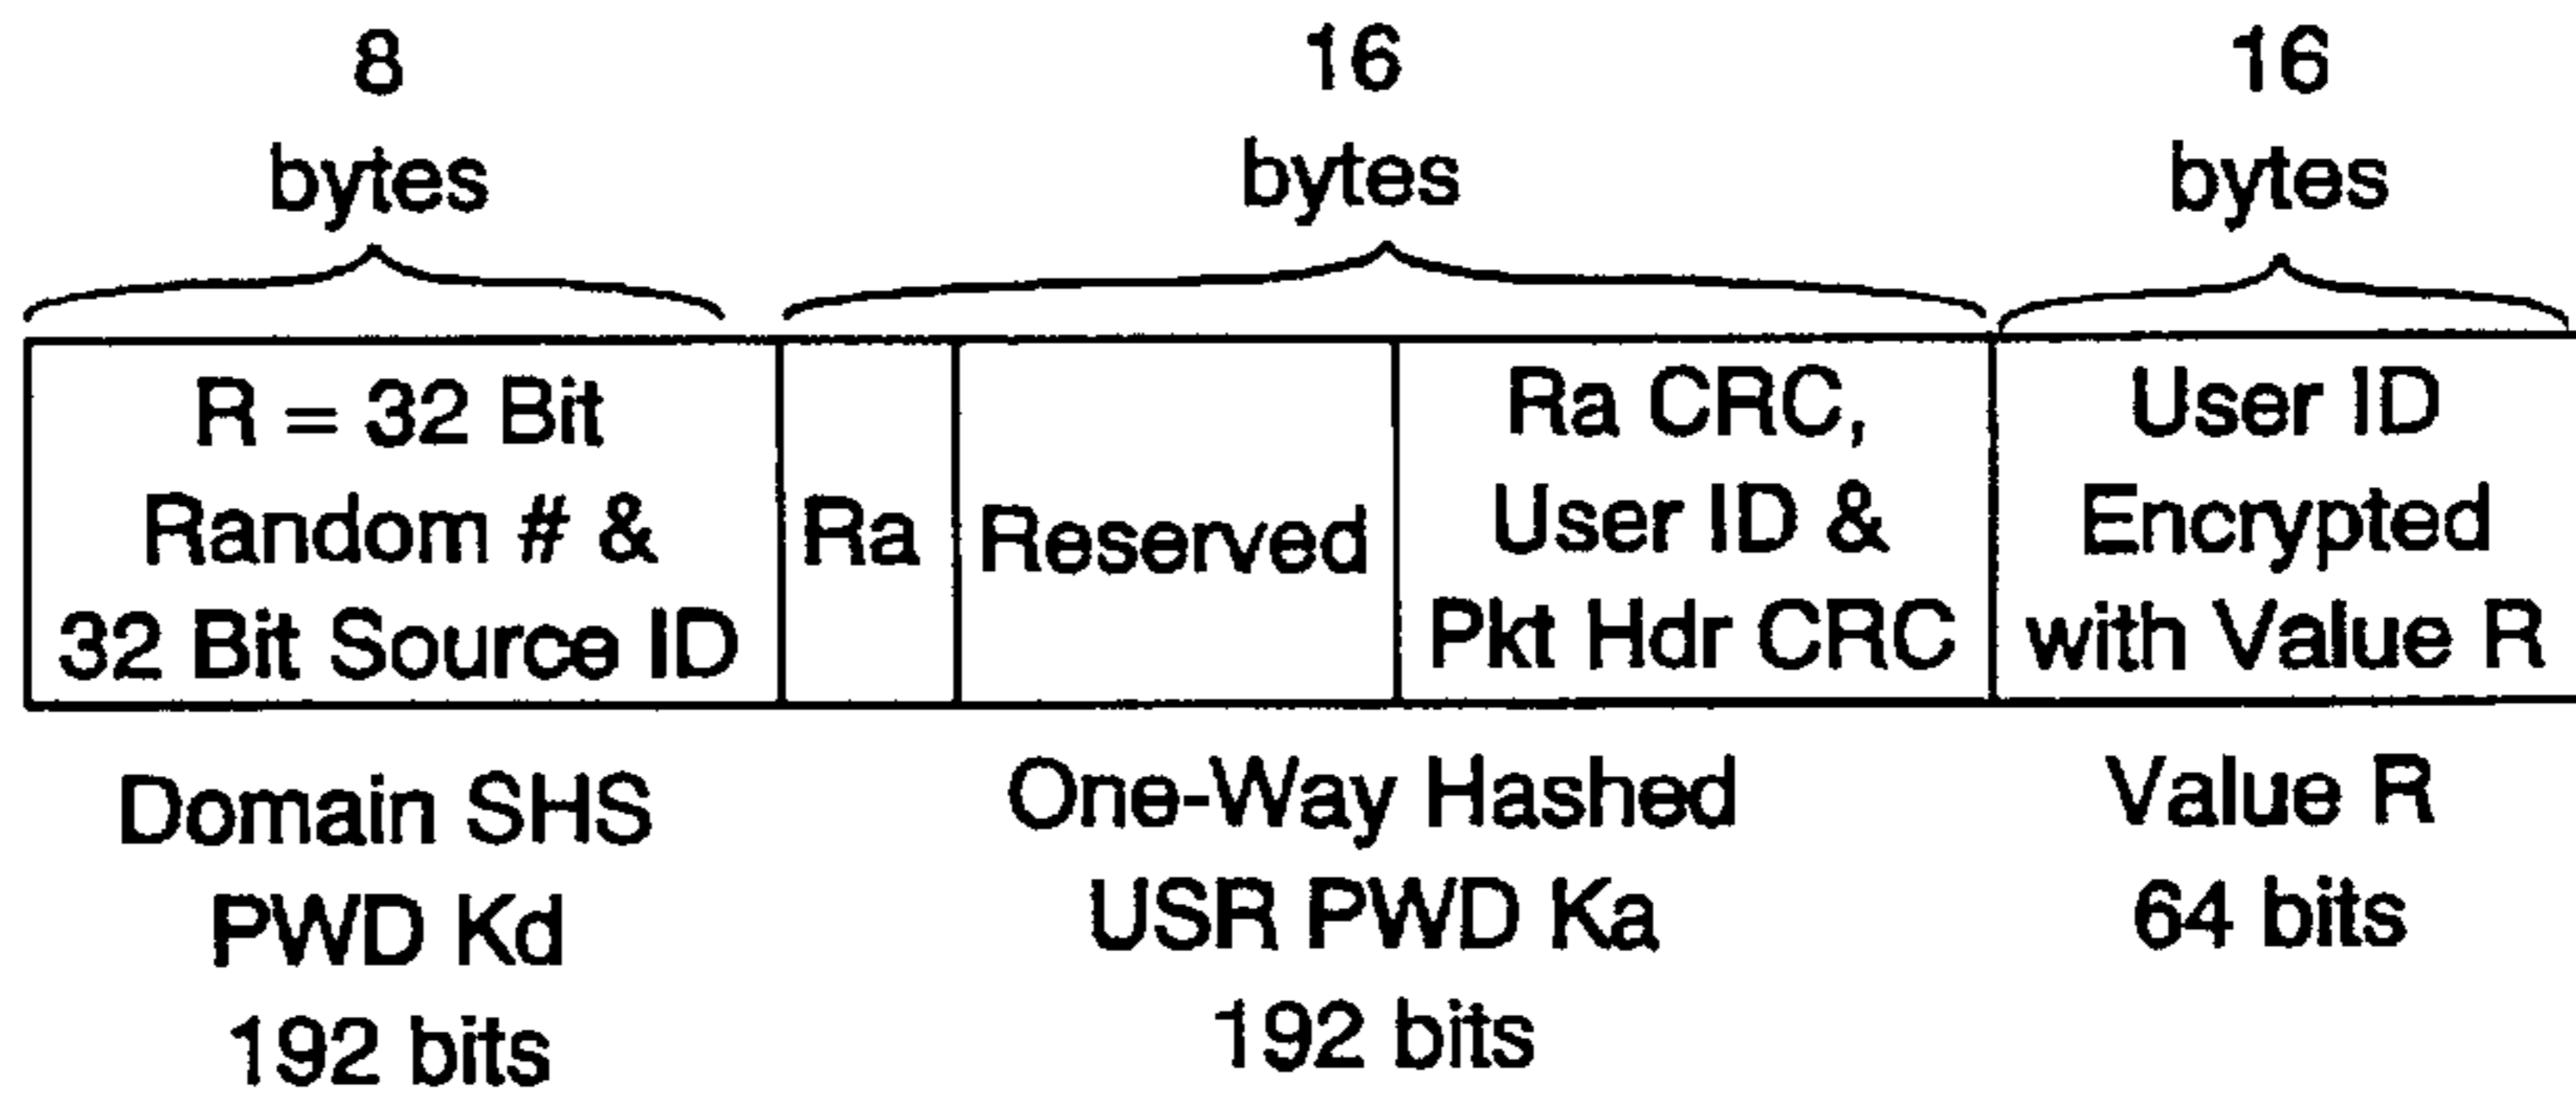 8
bytes
16
bytes
16
bytes
R = 32 Bit
Random # &
32 Bit Source ID
Ra
Reserved
Ra CRC,
User ID &
Pkt Hdr CRC
User ID
Encrypted
with Value R
Domain SHS
PWD Kd
192 bits
One-Way Hashed
USR PWD Ka
192 bits
Value R
64 bits